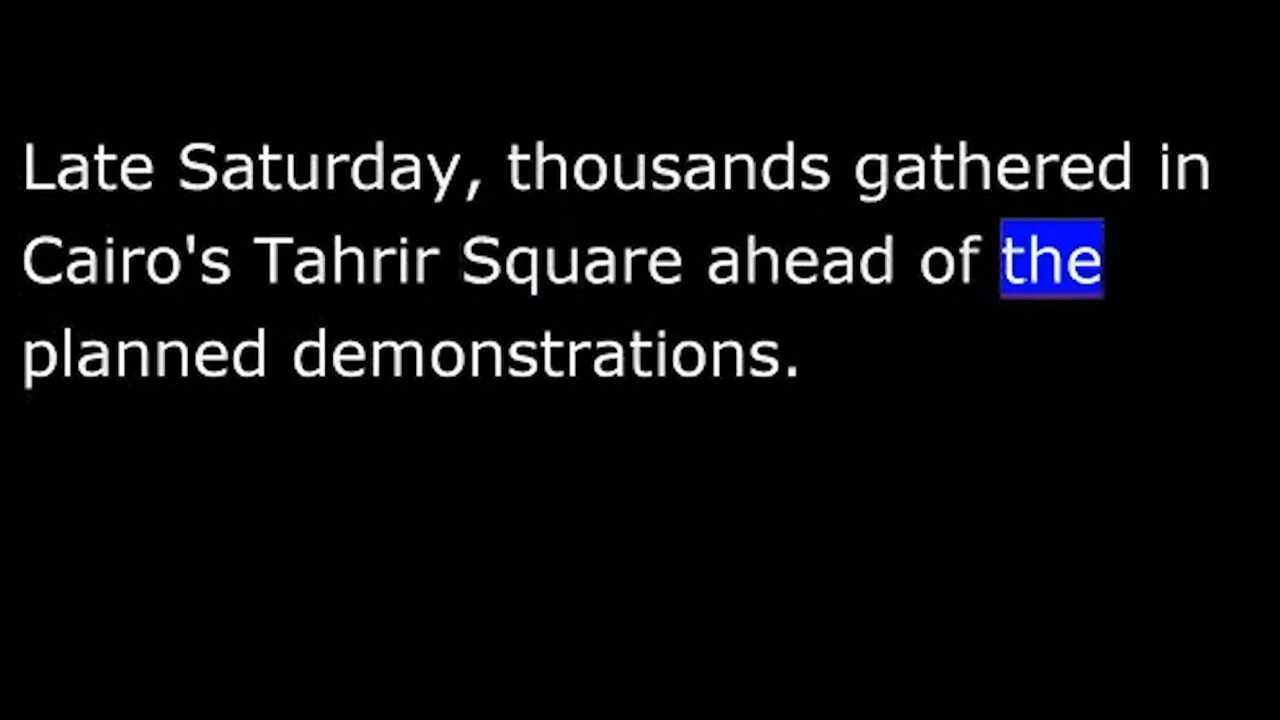 Late Saturday, thousands gathered in
Cairo's Tahrir Square ahead of the
planned demonstrations.